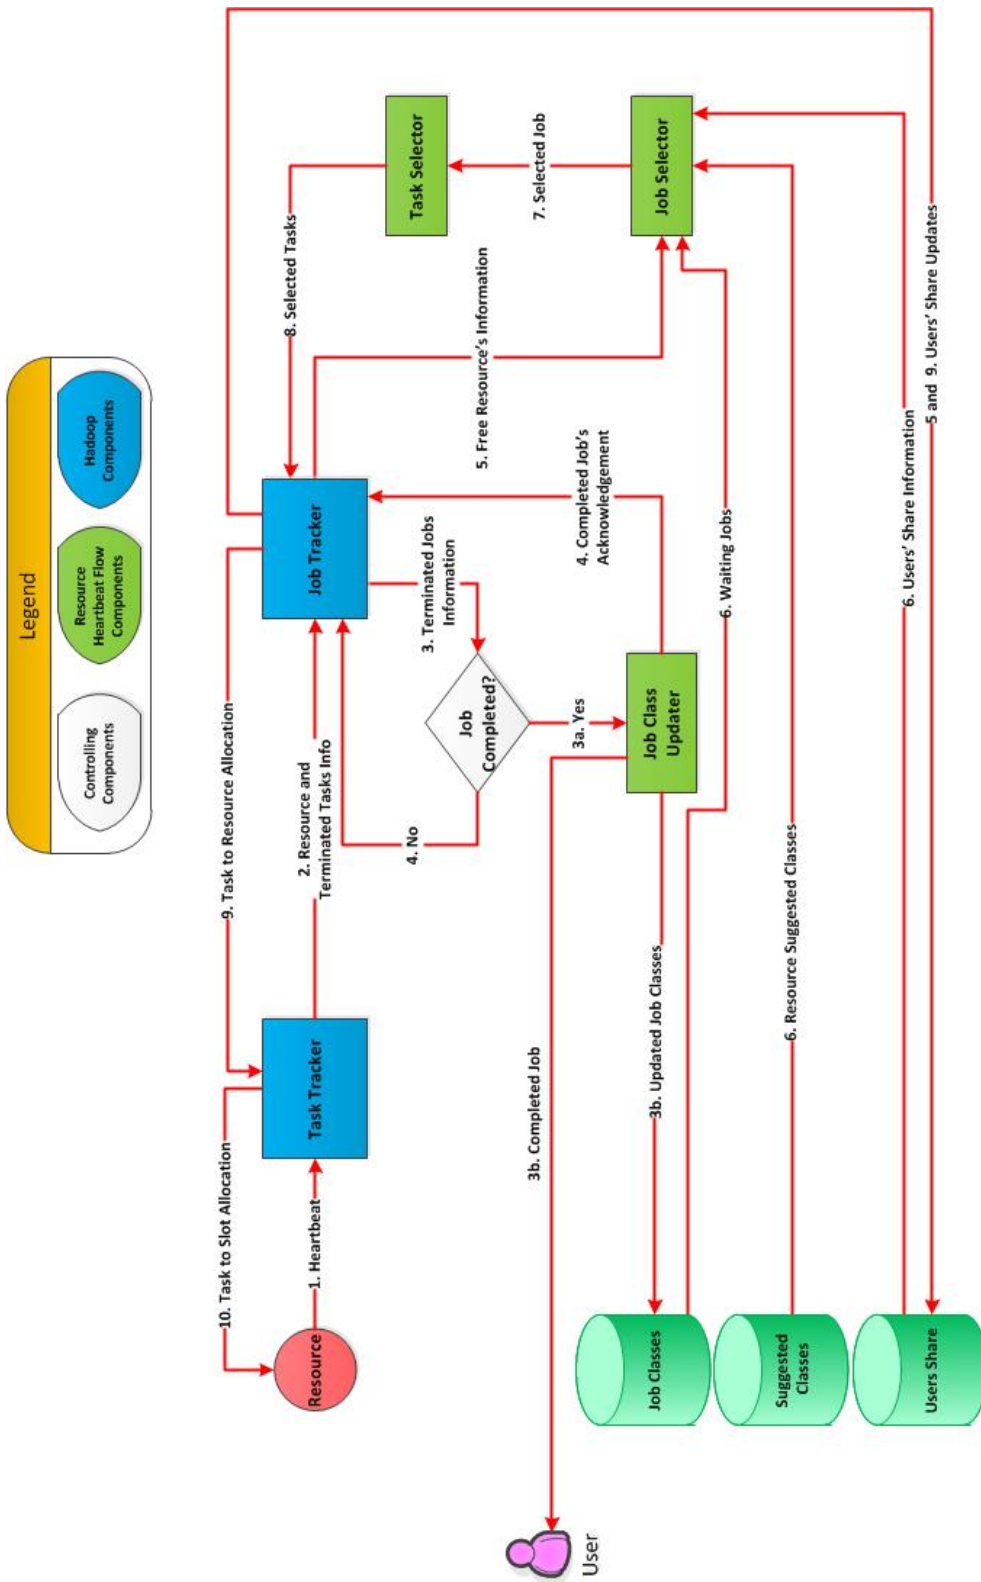 Legend
Controlling
Components
Resource
Heartbeat Flow
Components
Hadoop
Components
10. Task to Slot Allocation
9. Task to Resource Allocation
Resource
1. Heartbeat
Task Tracker
2. Resource and
Terminated Tasks Info
Job Tracker
8. Selected Tasks
Task Selector
3. Terminated Jobs
Information
5. Free Resource's Information
7. Selected Job
4. No
Job
Completed?
3a. Yes
4. Completed Job's
Acknowledgement
User
3b. Completed Job
Job Class
Updater
Job Selector
Job Classes
3b. Updated Job Classes
6. Waiting Jobs
Suggested
Classes
6. Resource Suggested Classes
Users Share
6. Users' Share Information
5 and 9. Users' Share Updates